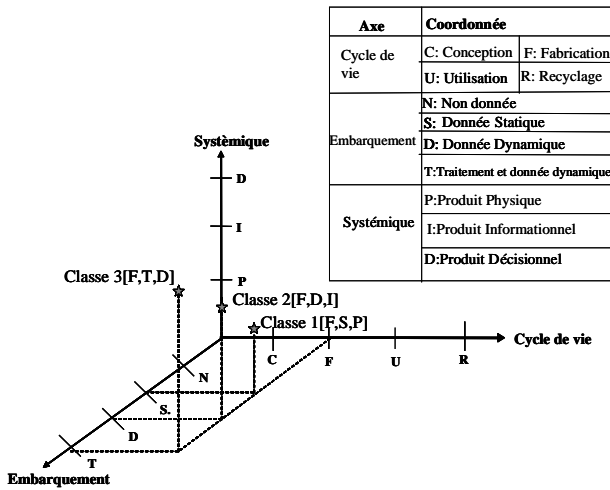 Axe Coordonnée
Cycle de vie
C: Conception F: Fabrication
U: Utilisation R: Recyclage
Embarquement
N: Non donnée
S: Donnée Statique
D: Donnée Dynamique
T:Traitement et donnée dynamique
Systémique
P:Produit Physique
I:Produit Informationnel
D:Produit Décisionnel
Systèmique
D
I
P
Classe 3[F,T,D]
Classe 2[F,D,I]
Classe 1[F,S,P]
Cycle de vie
C F U R
N
S.
D
T
Embarquement